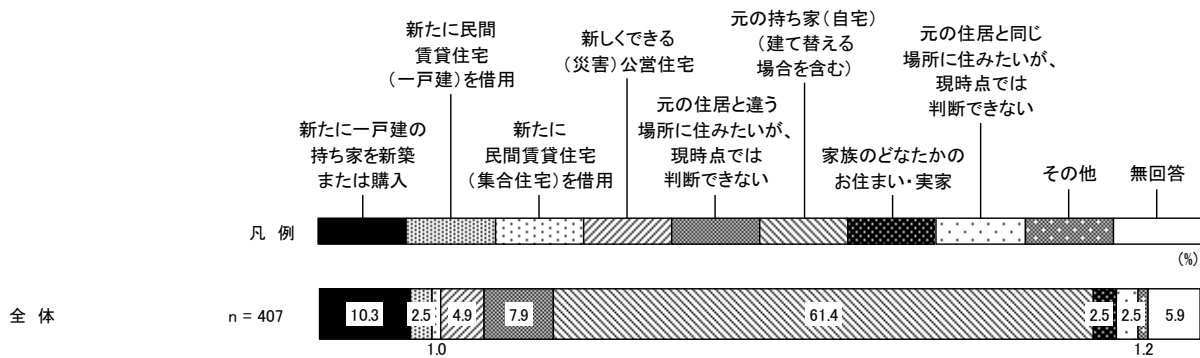 新たに一戸建の
持ち家を新築
または購入
新たに民間
賃貸住宅
(一戸建)を借用
新たに
民間賃貸住宅
(集合住宅)を借用
新しくできる
(災害)公営住宅
元の住居と違う
場所に住みたいが、
現時点では
判断できない
元の持ち家(自宅)
(建て替える
場合を含む)
家族のどなたかの
お住まい・実家
元の住居と同じ
場所に住みたいが、
現時点では
判断できない
その他
無回答
凡 例
(%)
全 体
n = 407
10.3
2.5
1.0
4.9
7.9
61.4
2.5
2.5
1.2
5.9